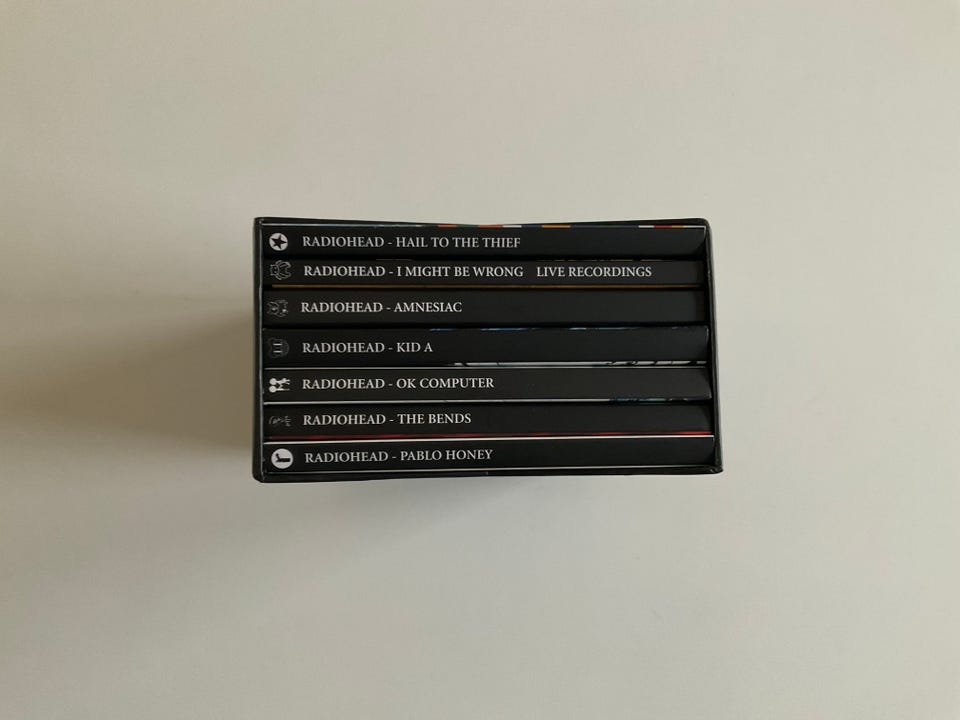 RADIOHEAD - HAIL TO THE THIEF
RADIOHEAD - I MIGHT BE WRONG LIVE RECORDINGS
RADIOHEAD - AMNESIAC
RADIOHEAD - KID A
RADIOHEAD - OK COMPUTER
RADIOHEAD - THE BENDS
RADIOHEAD - PABLO HONEY